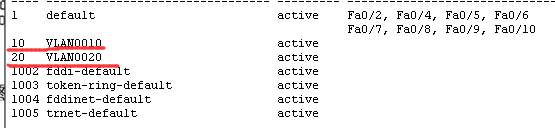 ---- -------------------------------- --------- -------------------------------
1    default                          active    Fa0/2, Fa0/4, Fa0/5, Fa0/6
                                                Fa0/7, Fa0/8, Fa0/9, Fa0/10
10   VLAN0010                         active
20   VLAN0020                         active
1002 fddi-default                     active
1003 token-ring-default               active
1004 fddinet-default                  active
1005 trnet-default                    active